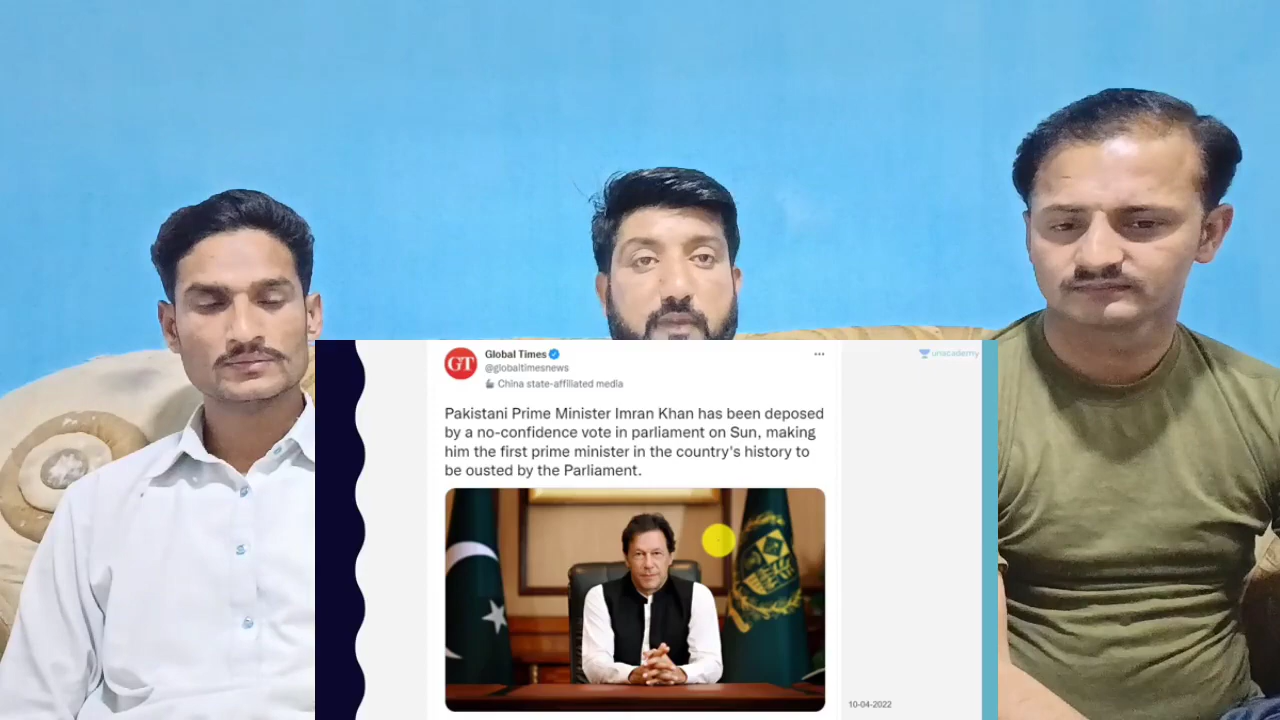 GT
Global Times
@globaltimesnews
China state-affiliated media
unacademy
Pakistani Prime Minister Imran Khan has been deposed
by a no-confidence vote in parliament on Sun, making
him the first prime minister in the country's history to
be ousted by the Parliament.
10-04-2022